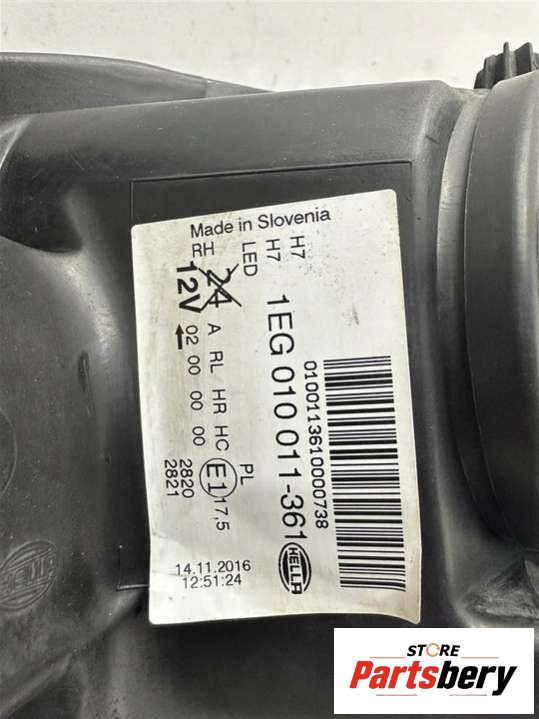 Made in Slovenia
RH LED H7 H7
12V 24
1EG 010 011-361
0100113610000738
A RL HR HC PL
02 00 00 00 E1 17,5
2820
2821
14.11.2016
12:51:24
HELLA
STORE
Partsbery